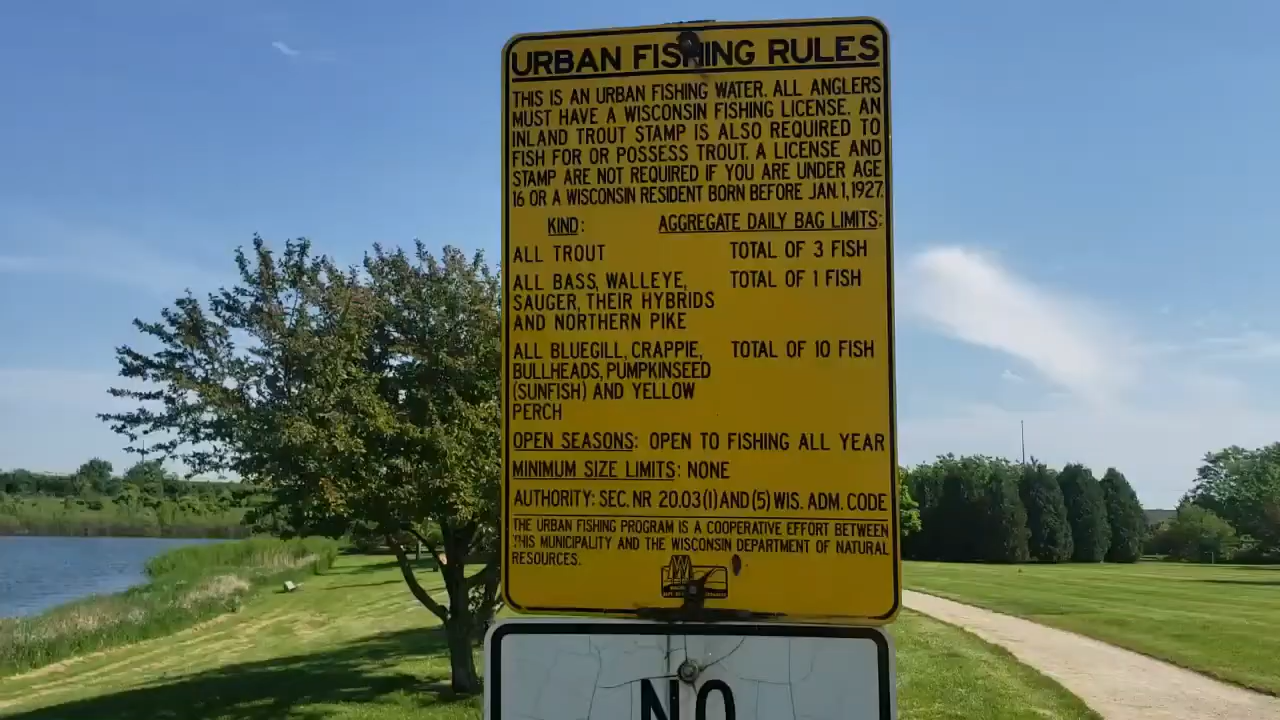 URBAN FISHING RULES
THIS IS AN URBAN FISHING WATER. ALL ANGLERS
MUST HAVE A WISCONSIN FISHING LICENSE. AN
INLAND TROUT STAMP IS ALSO REQUIRED TO
FISH FOR OR POSSESS TROUT. A LICENSE AND
STAMP ARE NOT REQUIRED IF YOU ARE UNDER AGE
16 OR A WISCONSIN RESIDENT BORN BEFORE JAN. 1, 1927.
KIND: AGGREGATE DAILY BAG LIMITS:
ALL TROUT TOTAL OF 3 FISH
ALL BASS, WALLEYE, TOTAL OF 1 FISH
SAUGER, THEIR HYBRIDS
AND NORTHERN PIKE
ALL BLUEGILL, CRAPPIE, TOTAL OF 10 FISH
BULLHEADS, PUMPKINSEED
(SUNFISH) AND YELLOW
PERCH
OPEN SEASONS: OPEN TO FISHING ALL YEAR
MINIMUM SIZE LIMITS: NONE
AUTHORITY: SEC. NR 20.03(1) AND (5) WIS. ADM. CODE
THE URBAN FISHING PROGRAM IS A COOPERATIVE EFFORT BETWEEN
THIS MUNICIPALITY AND THE WISCONSIN DEPARTMENT OF NATURAL
RESOURCES.
NO